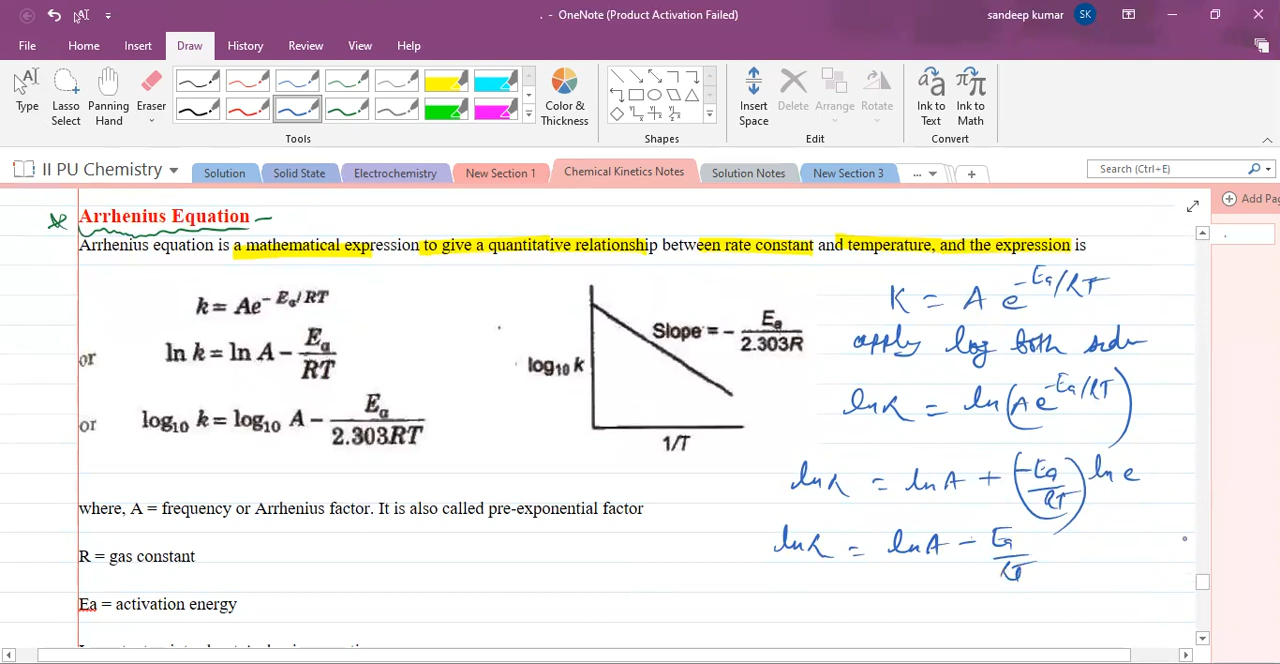 . - OneNote (Product Activation Failed)
sandeep kumar SK
File Home Insert Draw History Review View Help
Type Lasso Select Panning Hand Eraser Color & Thickness Insert Space Delete Arrange Rotate Ink to Text Ink to Math
Tools Shapes Edit Convert
II PU Chemistry Solution Solid State Electrochemistry New Section 1 Chemical Kinetics Notes Solution Notes New Section 3 ... + Search (Ctrl+E)
Add Pag
.
Arrhenius Equation
Arrhenius equation is a mathematical expression to give a quantitative relationship between rate constant and temperature, and the expression is
k = Ae^- Ea/RT
or ln k = ln A - Ea/RT
or log10 k = log10 A - Ea/2.303RT
log10 k
Slope = - Ea/2.303R
1/T
K = A e^-Ea/RT
apply log both side
ln k = ln (A e^-Ea/RT)
ln k = ln A + (-Ea/RT) ln e
ln k = ln A - Ea/RT
where, A = frequency or Arrhenius factor. It is also called pre-exponential factor
R = gas constant
Ea = activation energy